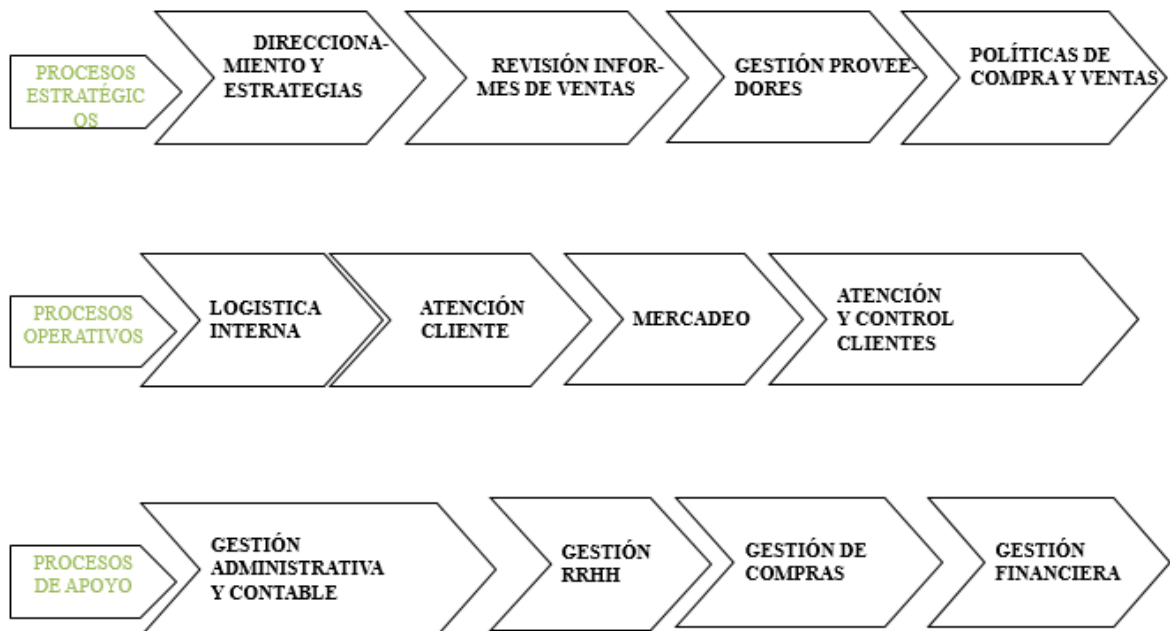 PROCESOS
ESTRATÉGIC
OS
DIRECCIONA-
MIENTO Y
ESTRATEGIAS
REVISIÓN INFOR-
MES DE VENTAS
GESTIÓN PROVEE-
DORES
POLÍTICAS DE
COMPRA Y VENTAS
PROCESOS
OPERATIVOS
LOGISTICA
INTERNA
ATENCIÓN
CLIENTE
MERCADEO
ATENCIÓN
Y CONTROL
CLIENTES
PROCESOS
DE APOYO
GESTIÓN
ADMINISTRATIVA
Y CONTABLE
GESTIÓN
RRHH
GESTIÓN DE
COMPRAS
GESTIÓN
FINANCIERA